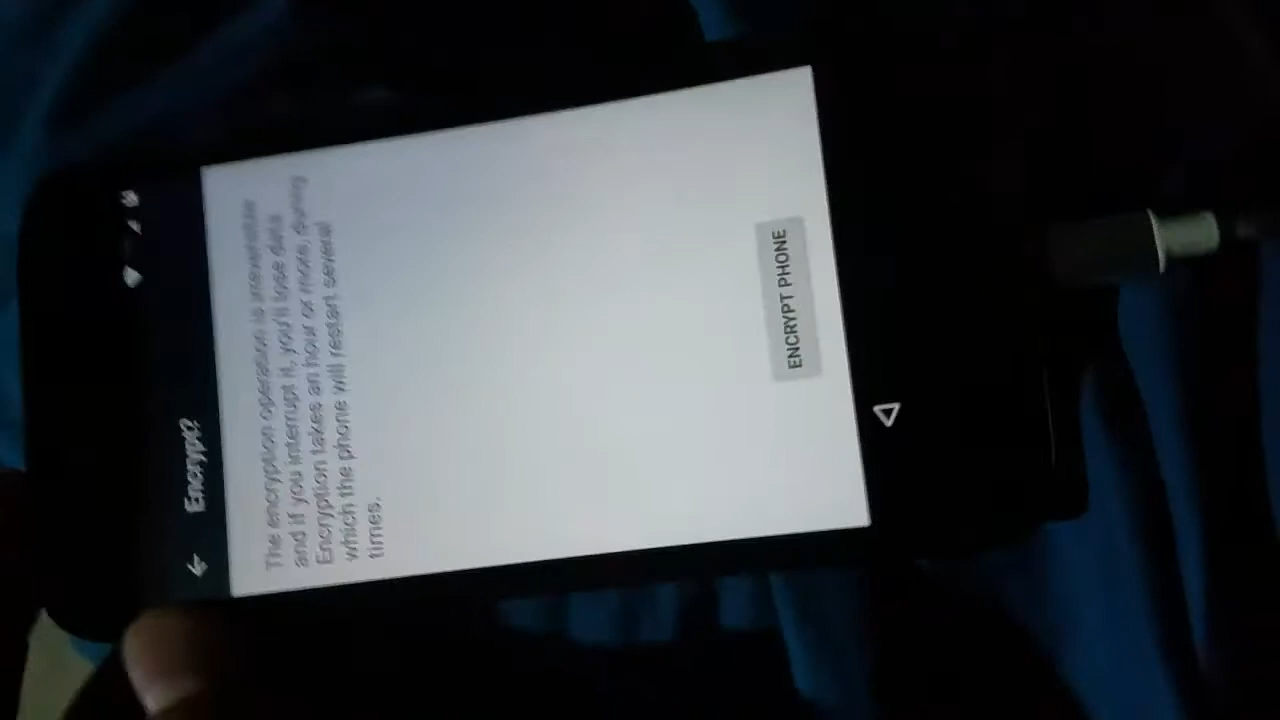 Encrypt?
The encryption operation is irreversible
and if you interrupt it, you'll lose data.
Encryption takes an hour or more, during
which the phone will restart several
times.
ENCRYPT PHONE